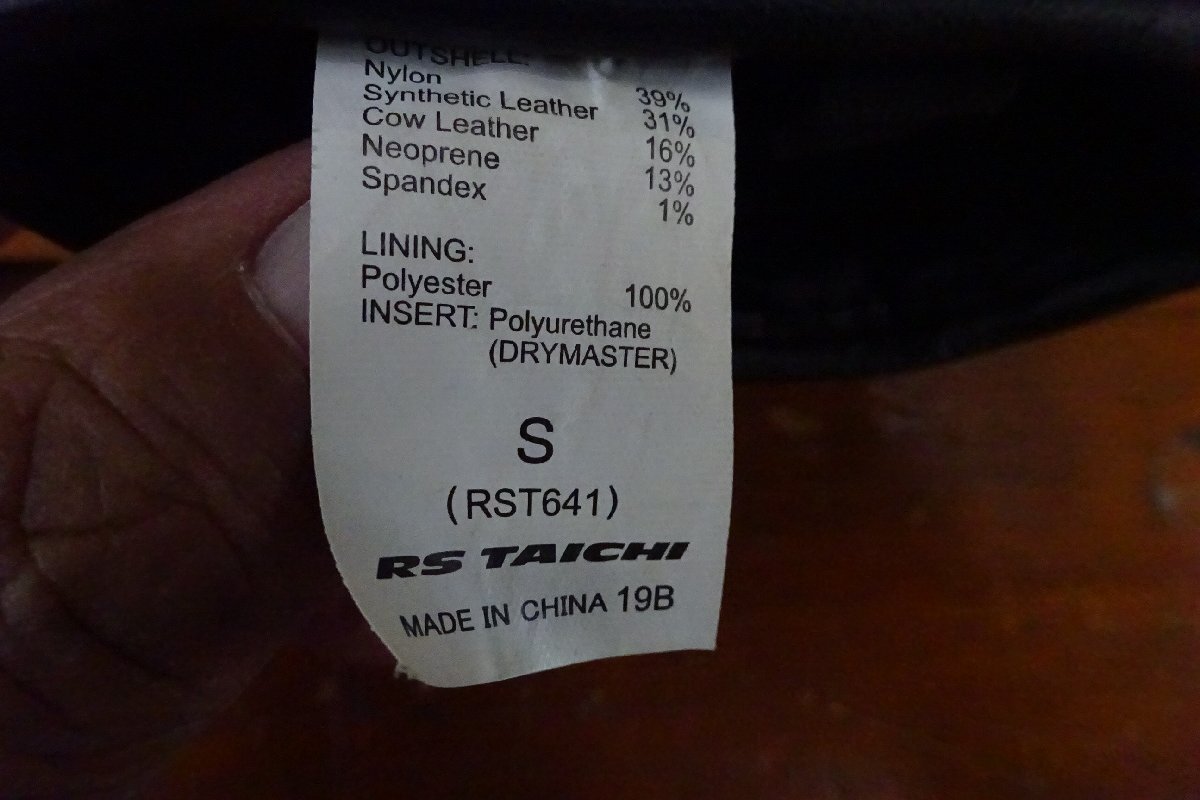 OUTSHELL:
Nylon 39%
Synthetic Leather 31%
Cow Leather 16%
Neoprene 13%
Spandex 1%
LINING:
Polyester 100%
INSERT: Polyurethane
(DRYMASTER)
S
(RST641)
RS TAICHI
MADE IN CHINA 19B